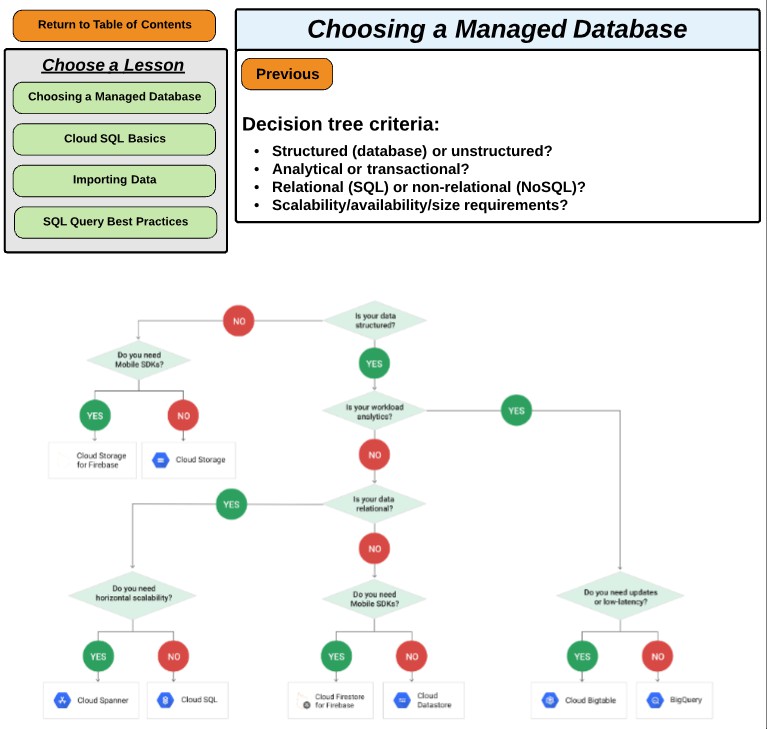 Return to Table of Contents
Choose a Lesson
Choosing a Managed Database
Cloud SQL Basics
Importing Data
SQL Query Best Practices
Choosing a Managed Database
Previous
Decision tree criteria:
• Structured (database) or unstructured?
• Analytical or transactional?
• Relational (SQL) or non-relational (NoSQL)?
• Scalability/availability/size requirements?
Is your data
structured?
NO
YES
Do you need
Mobile SDKs?
YES
NO
Cloud Storage
for Firebase
Cloud Storage
Is your workload
analytics?
YES
NO
Is your data
relational?
YES
NO
Do you need
horizontal scalability?
YES
NO
Cloud Spanner
Cloud SQL
Do you need
Mobile SDKs?
YES
NO
Cloud Firestore
for Firebase
Cloud
Datastore
Do you need updates
or low-latency?
YES
NO
Cloud Bigtable
BigQuery